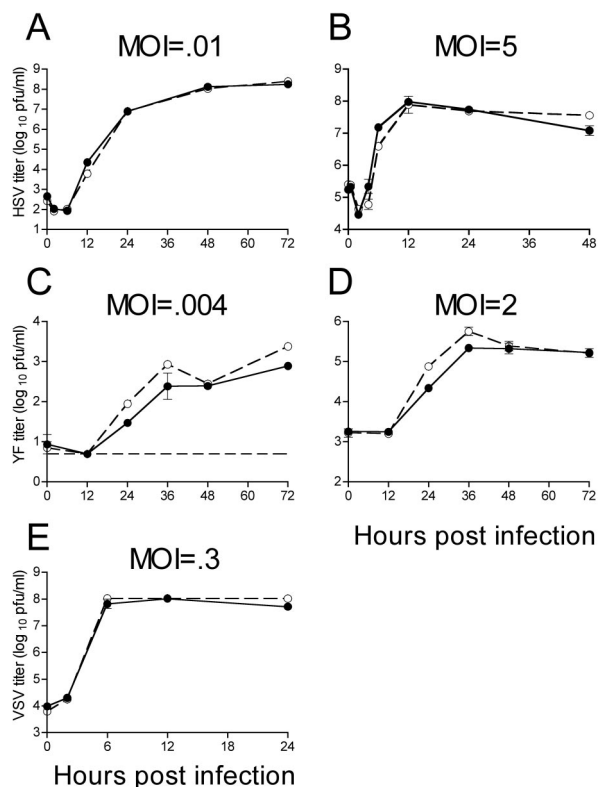 A
MOI=.01
HSV titer (log 10 pfu/ml)
9
8
7
6
5
4
3
2
1
0 12 24 36 48 60 72
B
MOI=5
9
8
7
6
5
4
0 12 24 36 48
C
MOI=.004
YF titer (log 10 pfu/ml)
4
3
2
1
0
0 12 24 36 48 60 72
D
MOI=2
6
5
4
3
2
0 12 24 36 48 60 72
Hours post infection
E
MOI=.3
VSV titer (log 10 pfu/ml)
9
8
7
6
5
4
3
0 6 12 18 24
Hours post infection